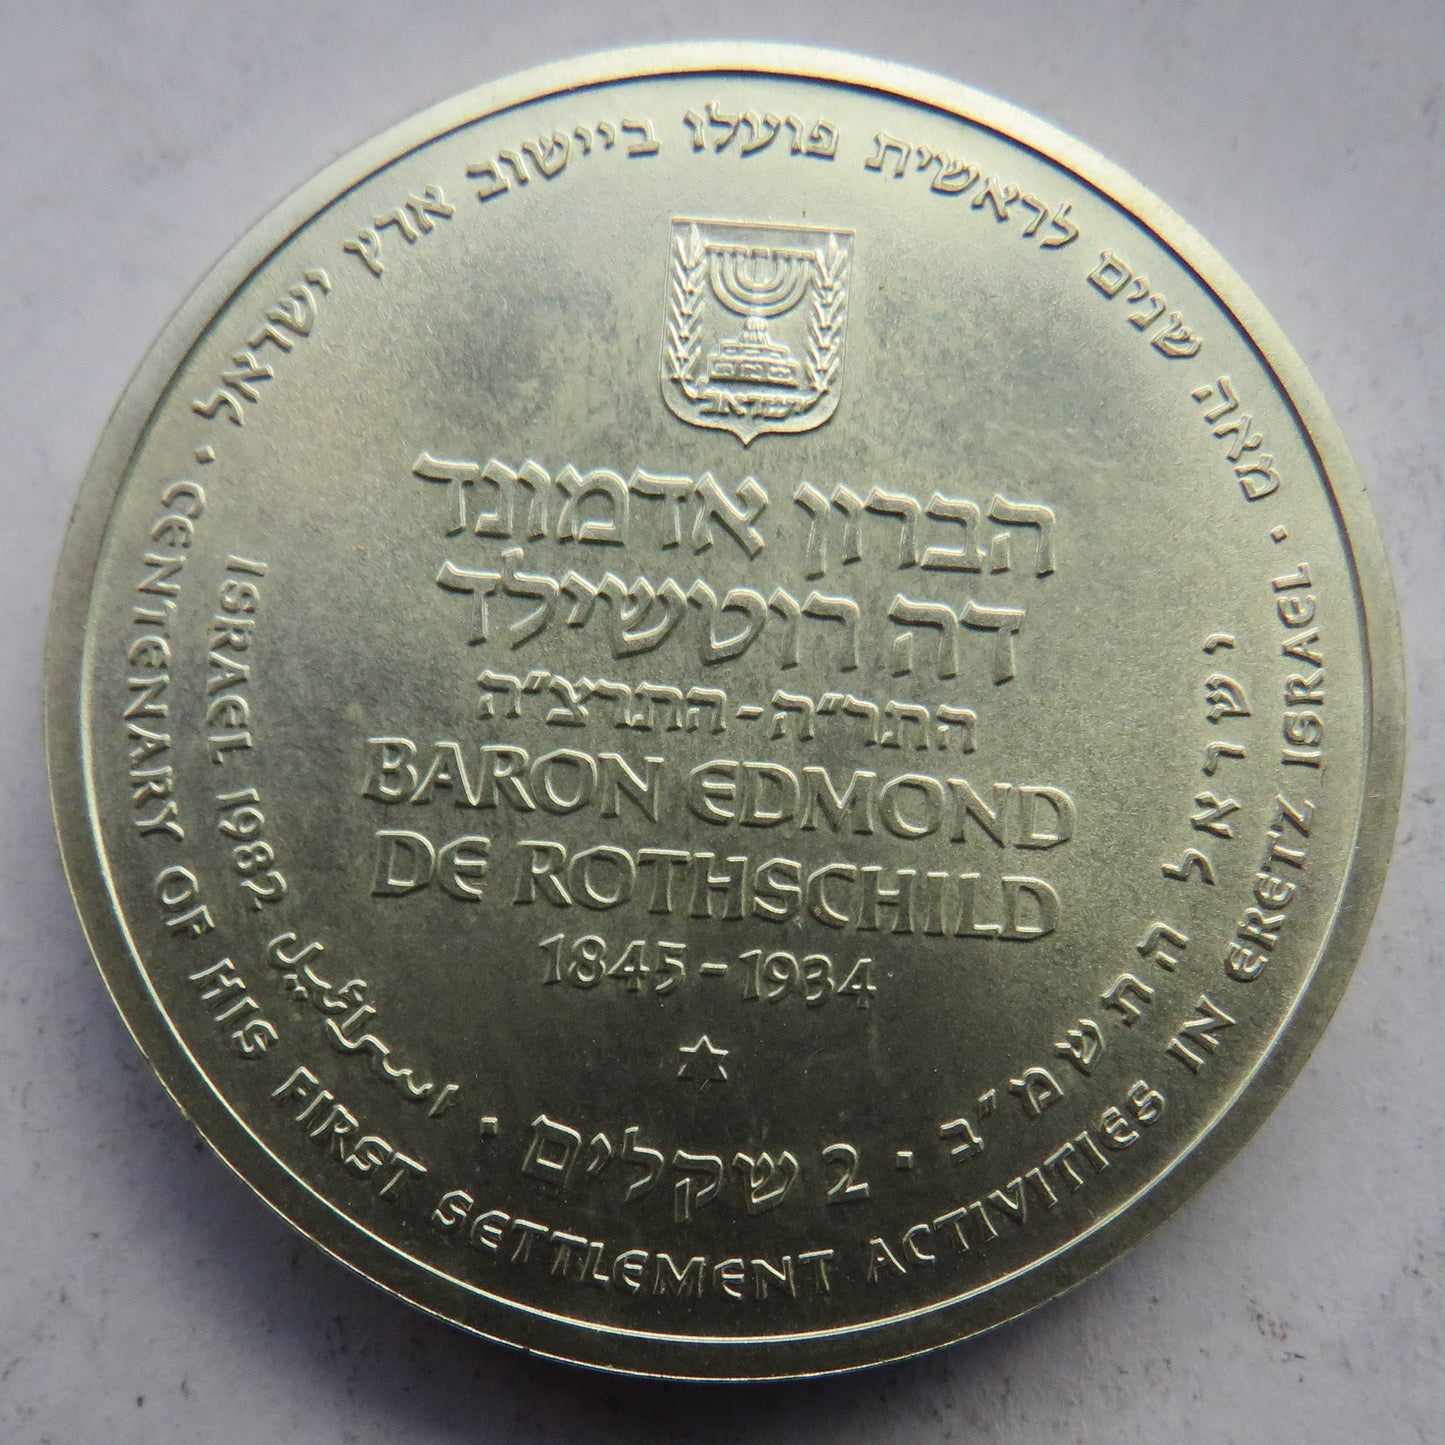 מאה שנים לראשית פועלו ביישוב ארץ ישראל
ישראל
הברון אדמונד
דה רוטשילד
התר״ה - התרצ״ה
BARON EDMOND
DE ROTHSCHILD
1845 - 1934
2 שקלים
ISRAEL 1982 اسرائيل
ישראל התשמ״ב
CENTENARY OF HIS FIRST SETTLEMENT ACTIVITIES IN ERETZ ISRAEL